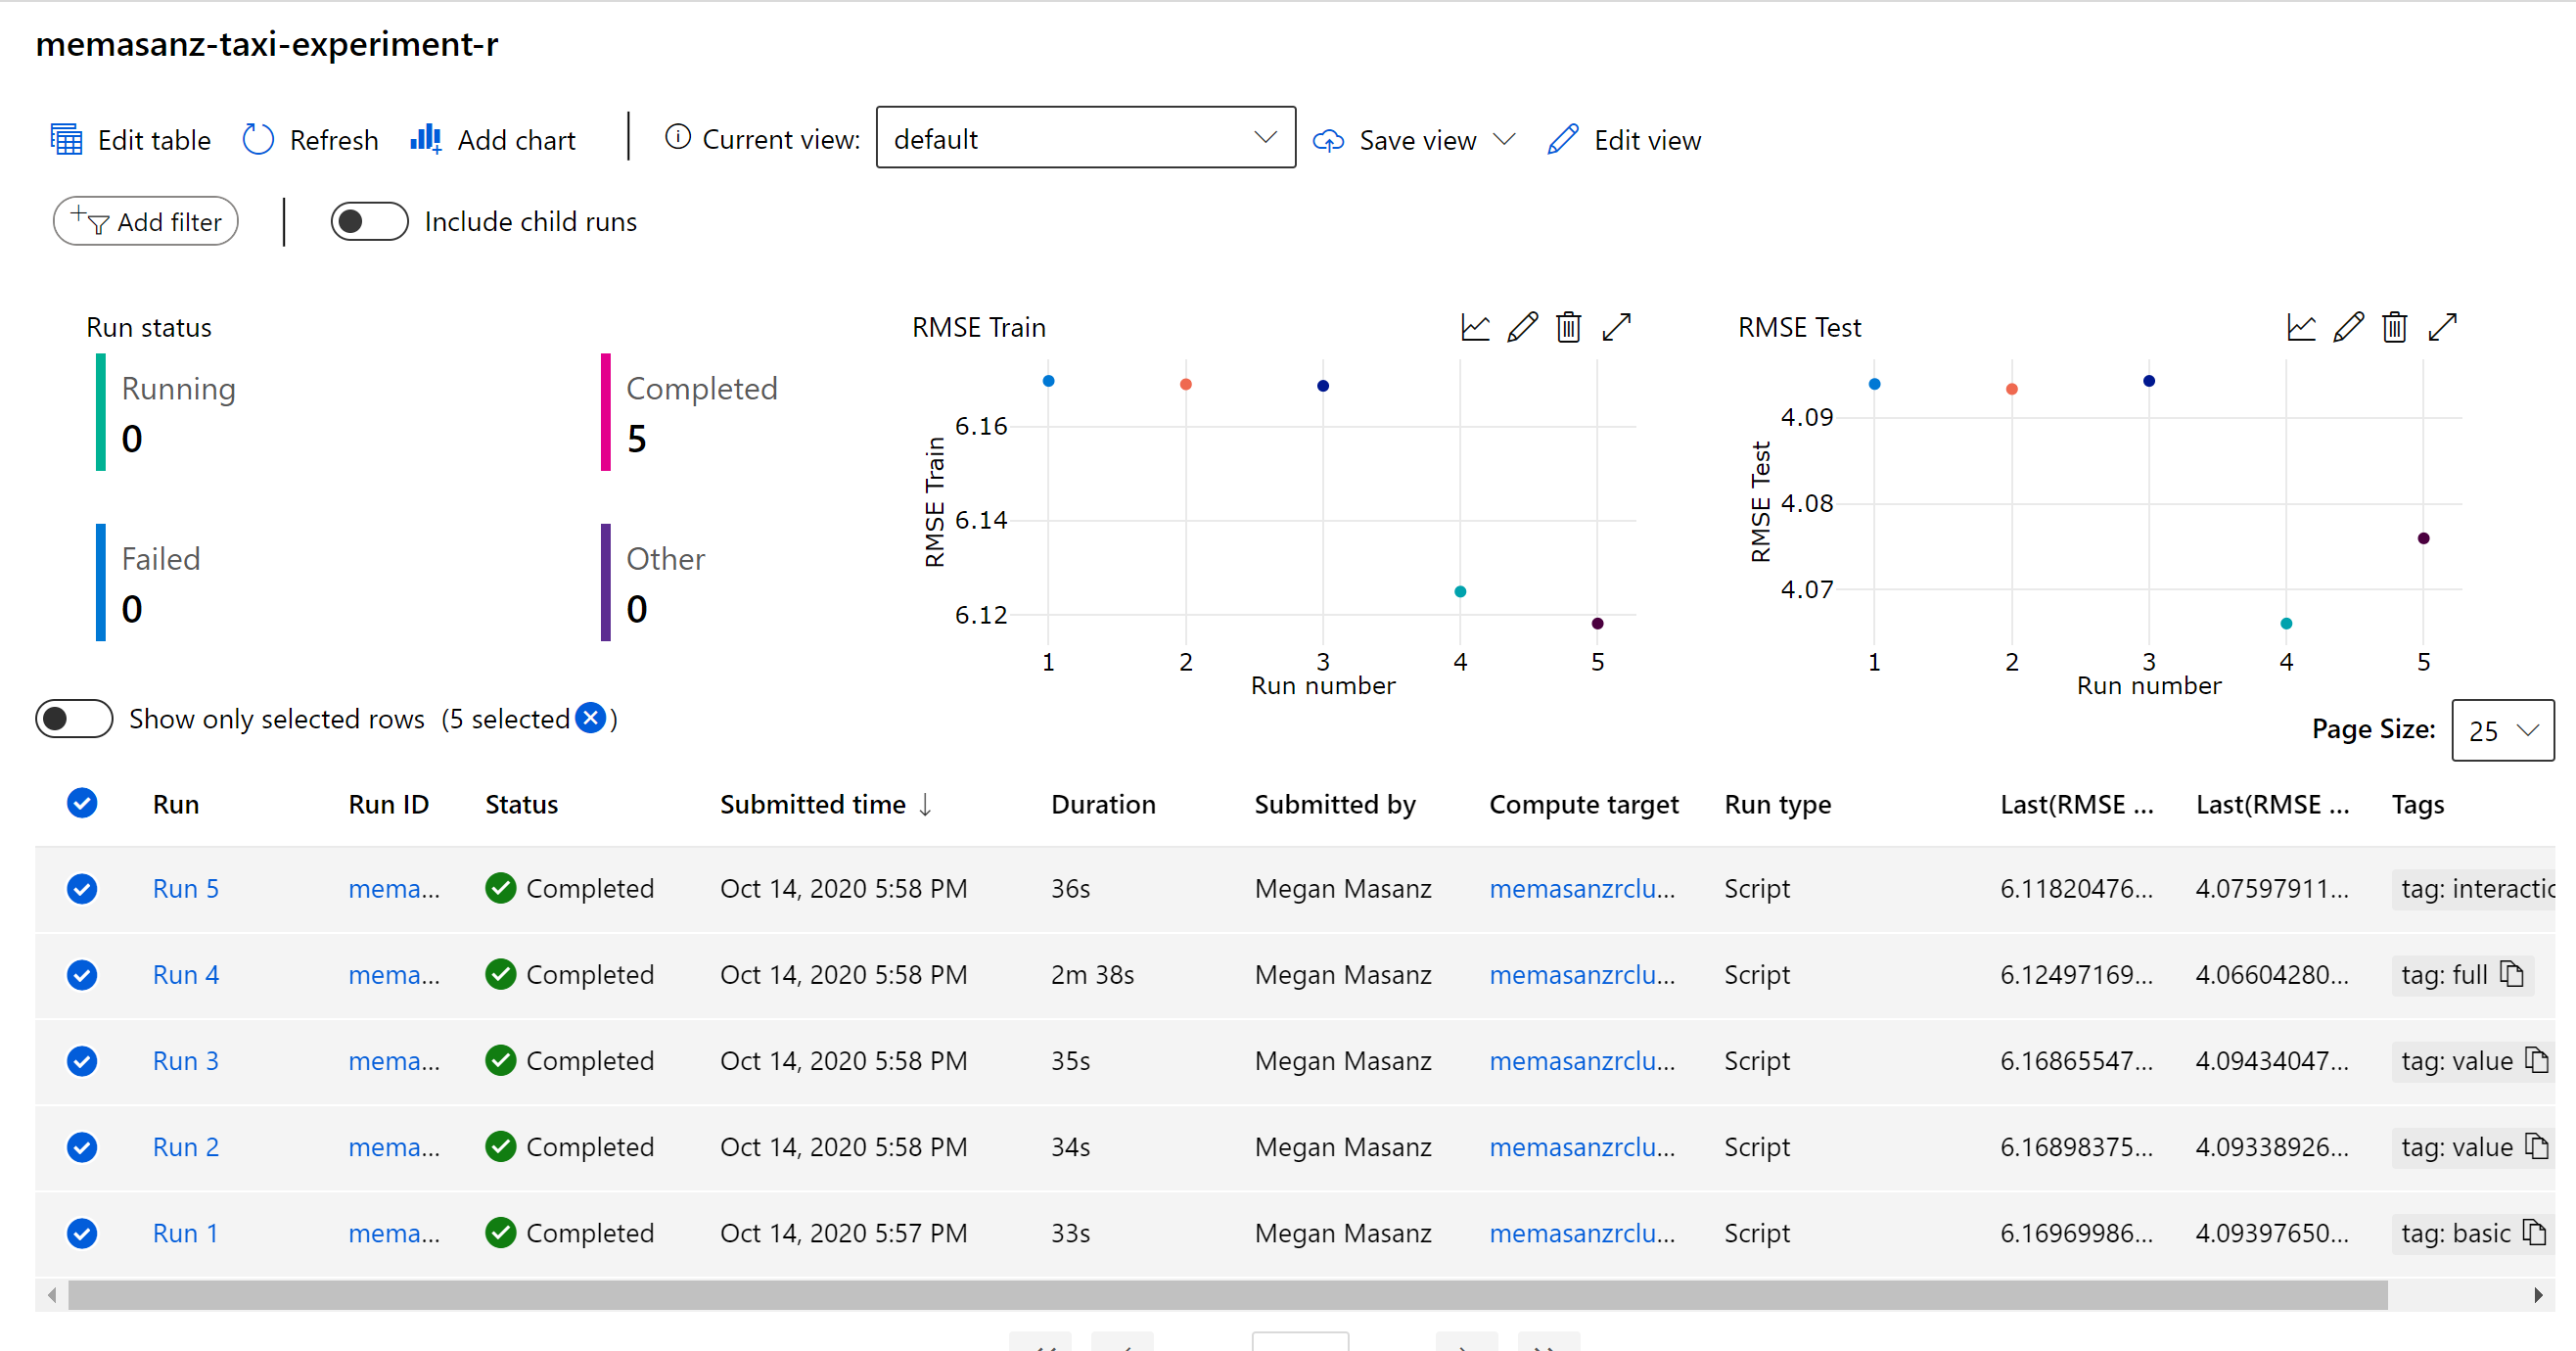 memasanz-taxi-experiment-r
Edit table Refresh Add chart Current view: default Save view Edit view
Add filter Include child runs
Run status
Running
0
Completed
5
Failed
0
Other
0
RMSE Train
RMSE Train
6.16
6.14
6.12
1 2 3 4 5
Run number
RMSE Test
RMSE Test
4.09
4.08
4.07
1 2 3 4 5
Run number
Show only selected rows (5 selected )
Page Size: 25
Run Run ID Status Submitted time ↓ Duration Submitted by Compute target Run type Last(RMSE ... Last(RMSE ... Tags
Run 5 mema... Completed Oct 14, 2020 5:58 PM 36s Megan Masanz memasanzrclu... Script 6.11820476... 4.07597911... tag: interactic
Run 4 mema... Completed Oct 14, 2020 5:58 PM 2m 38s Megan Masanz memasanzrclu... Script 6.12497169... 4.06604280... tag: full
Run 3 mema... Completed Oct 14, 2020 5:58 PM 35s Megan Masanz memasanzrclu... Script 6.16865547... 4.09434047... tag: value
Run 2 mema... Completed Oct 14, 2020 5:58 PM 34s Megan Masanz memasanzrclu... Script 6.16898375... 4.09338926... tag: value
Run 1 mema... Completed Oct 14, 2020 5:57 PM 33s Megan Masanz memasanzrclu... Script 6.16969986... 4.09397650... tag: basic